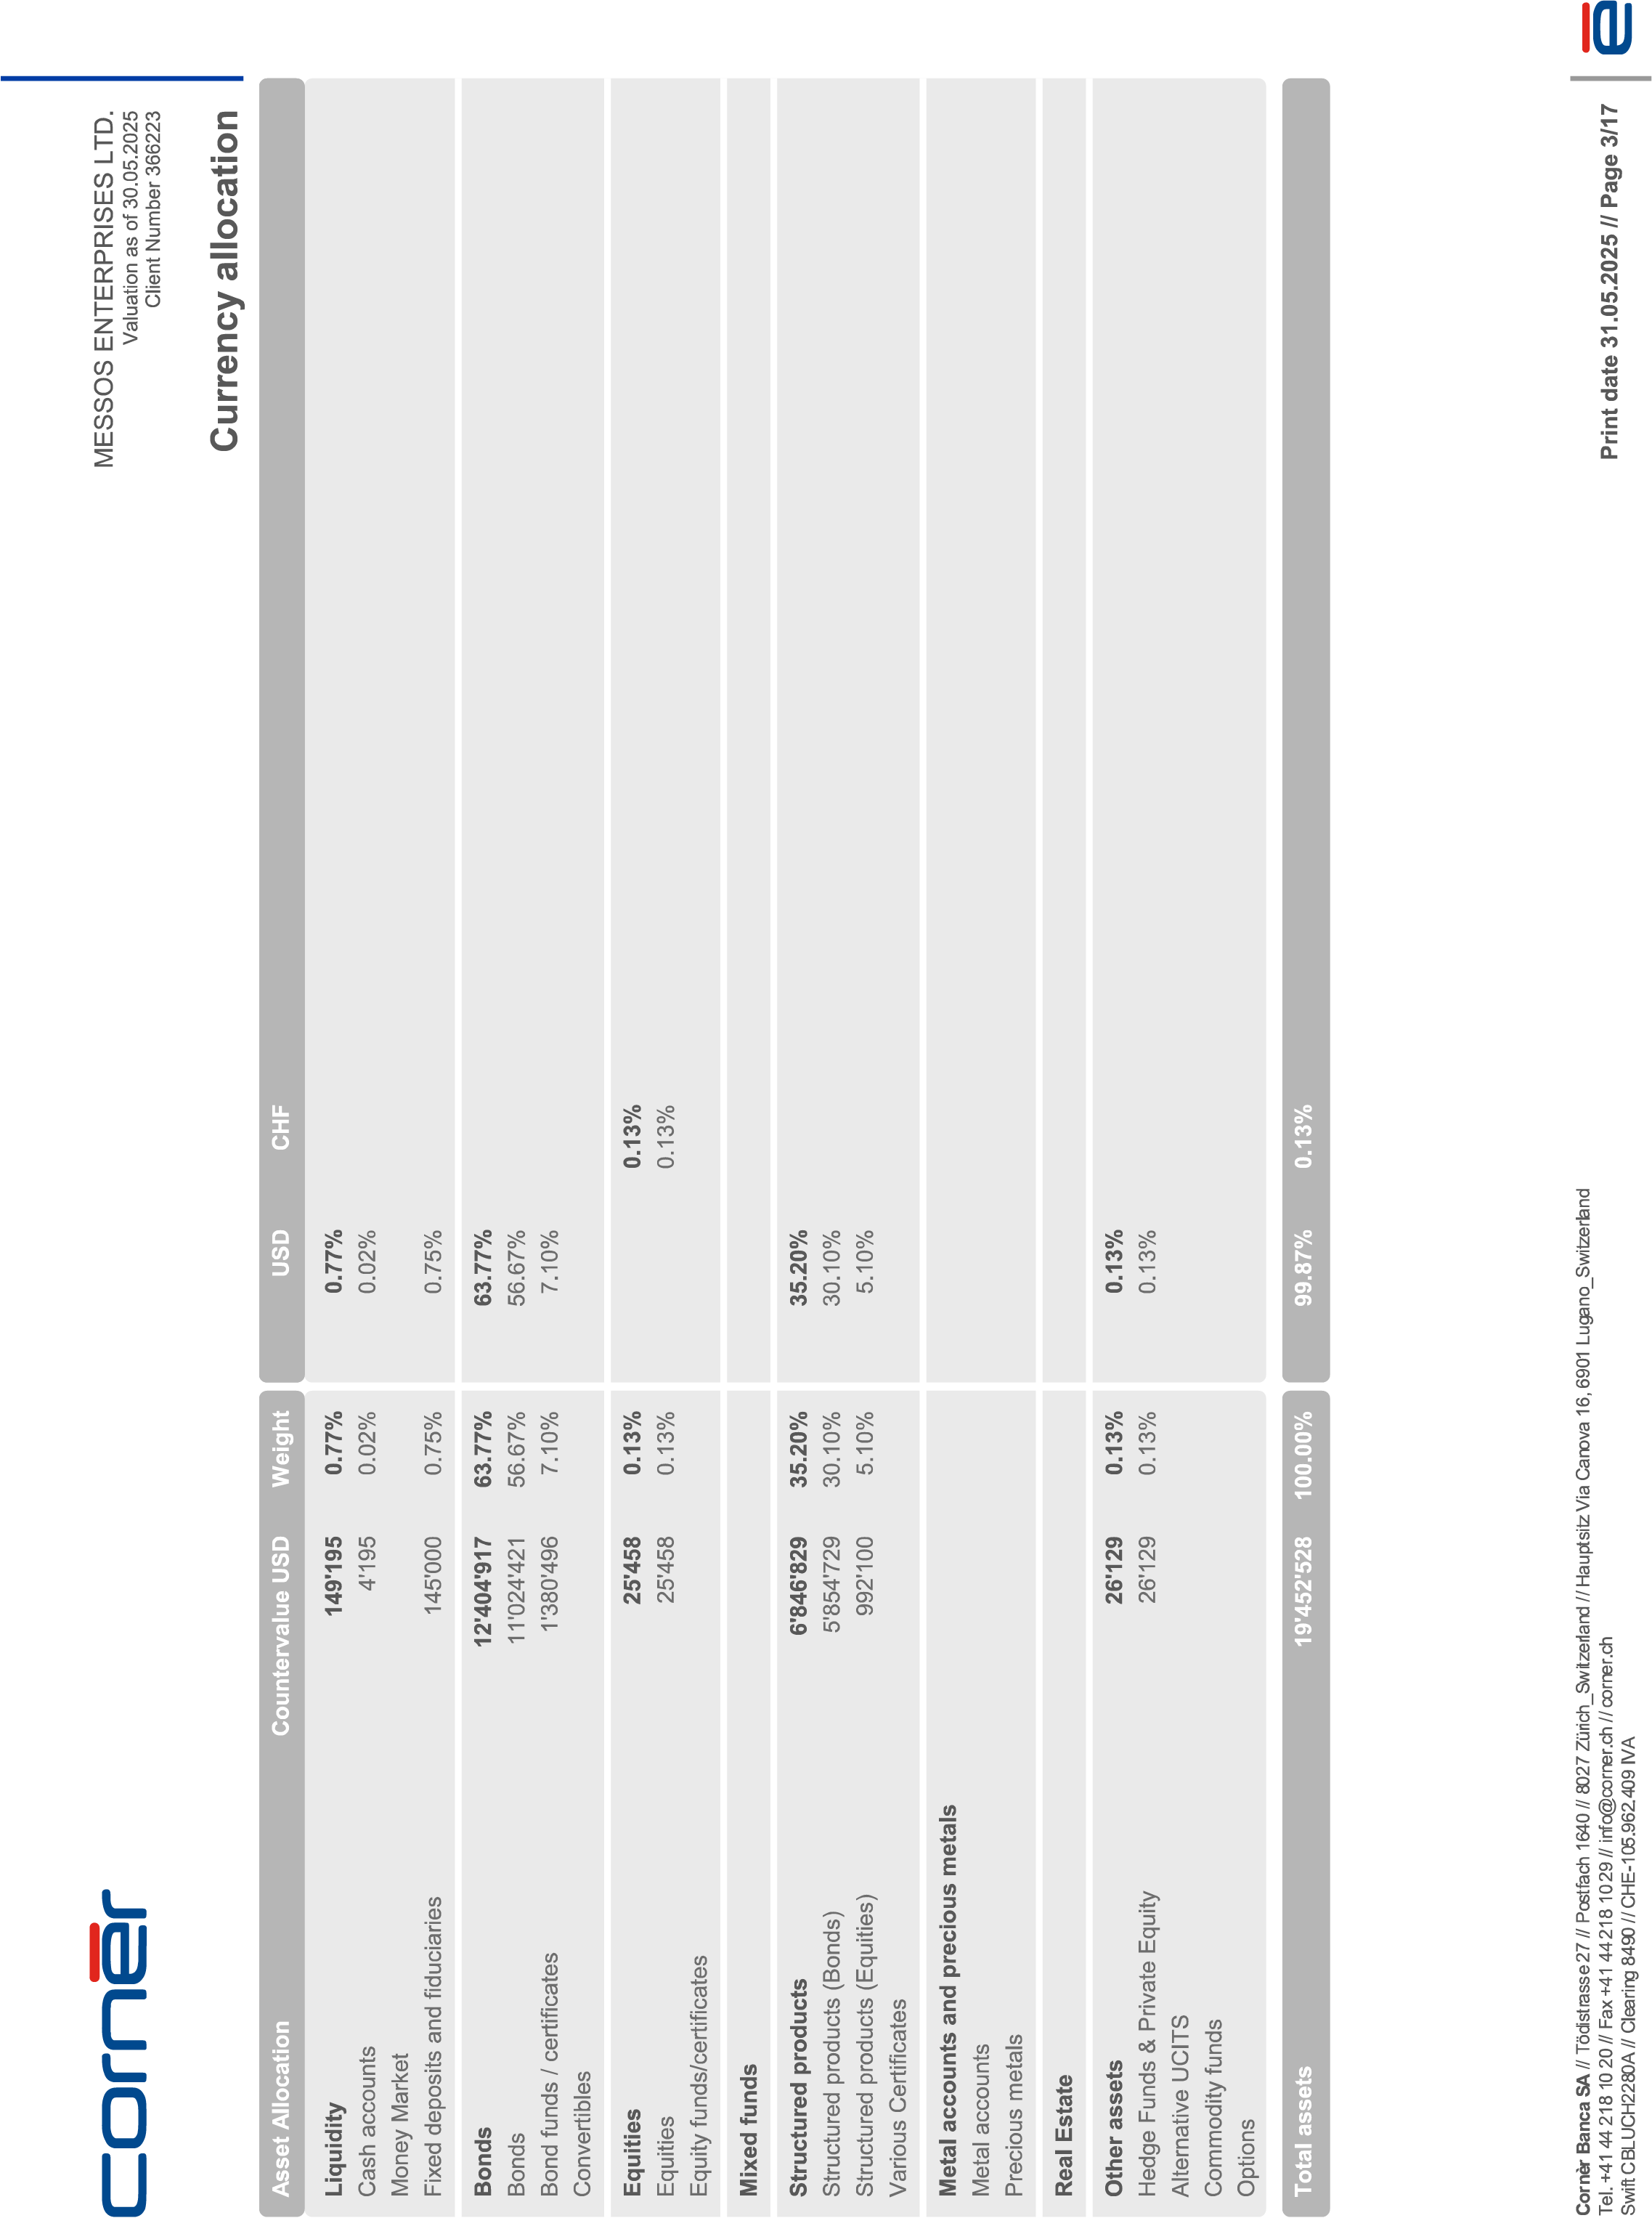 cornèr
MESSOS ENTERPRISES LTD.
Valuation as of 30.05.2025
Client Number 366223
Currency allocation
Asset Allocation Countervalue USD Weight USD CHF
Liquidity 149'195 0.77% 0.77%
Cash accounts 4'195 0.02% 0.02%
Money Market
Fixed deposits and fiduciaries 145'000 0.75% 0.75%
Bonds 12'404'917 63.77% 63.77%
Bonds 11'024'421 56.67% 56.67%
Bond funds / certificates 1'380'496 7.10% 7.10%
Convertibles
Equities 25'458 0.13% 0.13%
Equities 25'458 0.13% 0.13%
Equity funds/certificates
Mixed funds
Structured products 6'846'829 35.20% 35.20%
Structured products (Bonds) 5'854'729 30.10% 30.10%
Structured products (Equities) 992'100 5.10% 5.10%
Various Certificates
Metal accounts and precious metals
Metal accounts
Precious metals
Real Estate
Other assets 26'129 0.13% 0.13%
Hedge Funds & Private Equity 26'129 0.13% 0.13%
Alternative UCITS
Commodity funds
Options
Total assets 19'452'528 100.00% 99.87% 0.13%
Cornèr Banca SA // Tödistrasse 27 // Postfach 1640 // 8027 Zürich_Switzerland // Hauptsitz Via Canova 16, 6901 Lugano_Switzerland
Tel. +41 44 218 10 20 // Fax +41 44 218 10 29 // info@corner.ch // corner.ch
Swift CBLUCH2280A // Clearing 8490 // CHE-105.962.409 IVA
Print date 31.05.2025 // Page 3/17
è